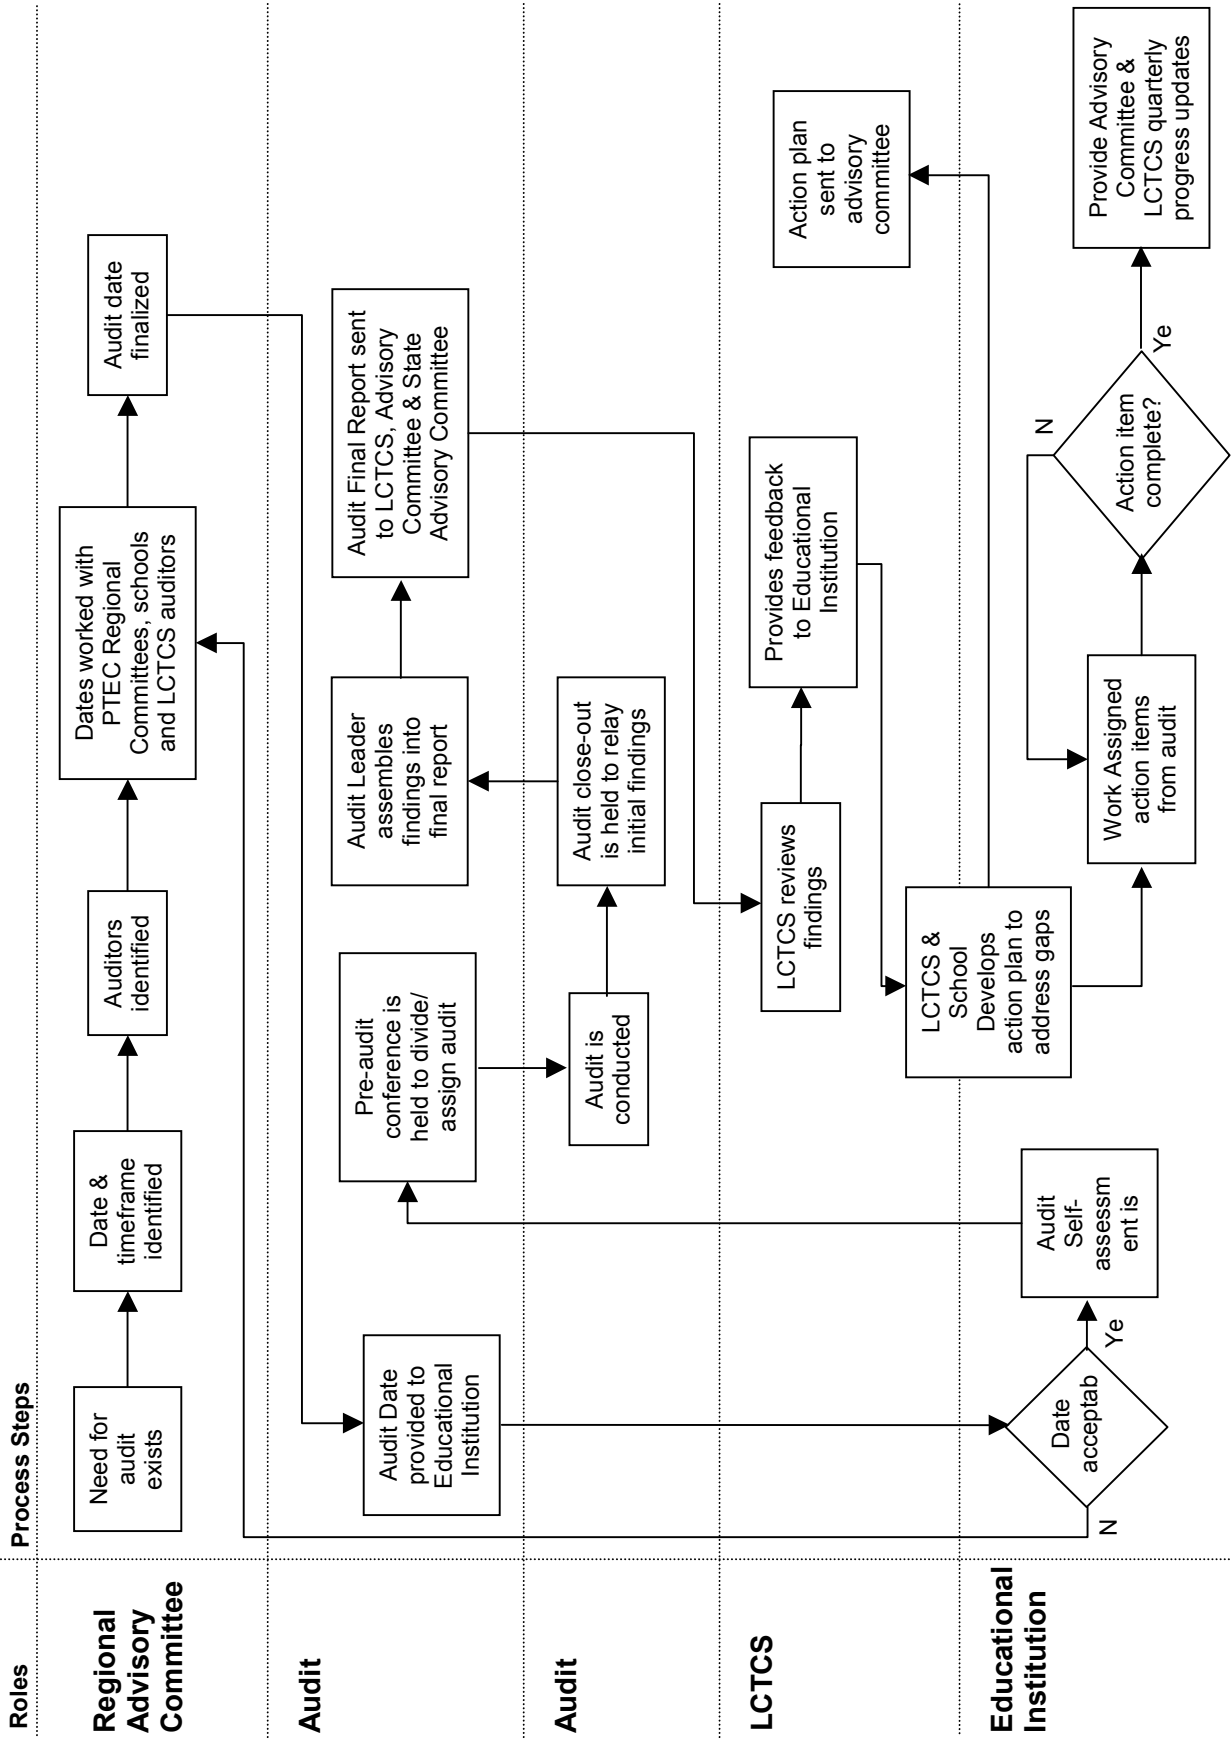 Roles
Process Steps
Regional
Advisory
Committee
Need for
audit
exists
Date &
timeframe
identified
Auditors
identified
Dates worked with
PTEC Regional
Committees, schools
and LCTCS auditors
Audit date
finalized
Audit
Audit Date
provided to
Educational
Institution
Pre-audit
conference is
held to divide/
assign audit
Audit Leader
assembles
findings into
final report
Audit Final Report sent
to LCTCS, Advisory
Committee & State
Advisory Committee
Audit
Audit is
conducted
Audit close-out
is held to relay
initial findings
LCTCS
LCTCS reviews
findings
Provides feedback
to Educational
Institution
Action plan
sent to
advisory
committee
LCTCS &
School
Develops
action plan to
address gaps
Educational
Institution
N
Date
acceptab
Ye
Audit
Self-
assessm
ent is
Work Assigned
action items
from audit
N
Action item
complete?
Ye
Provide Advisory
Committee &
LCTCS quarterly
progress updates